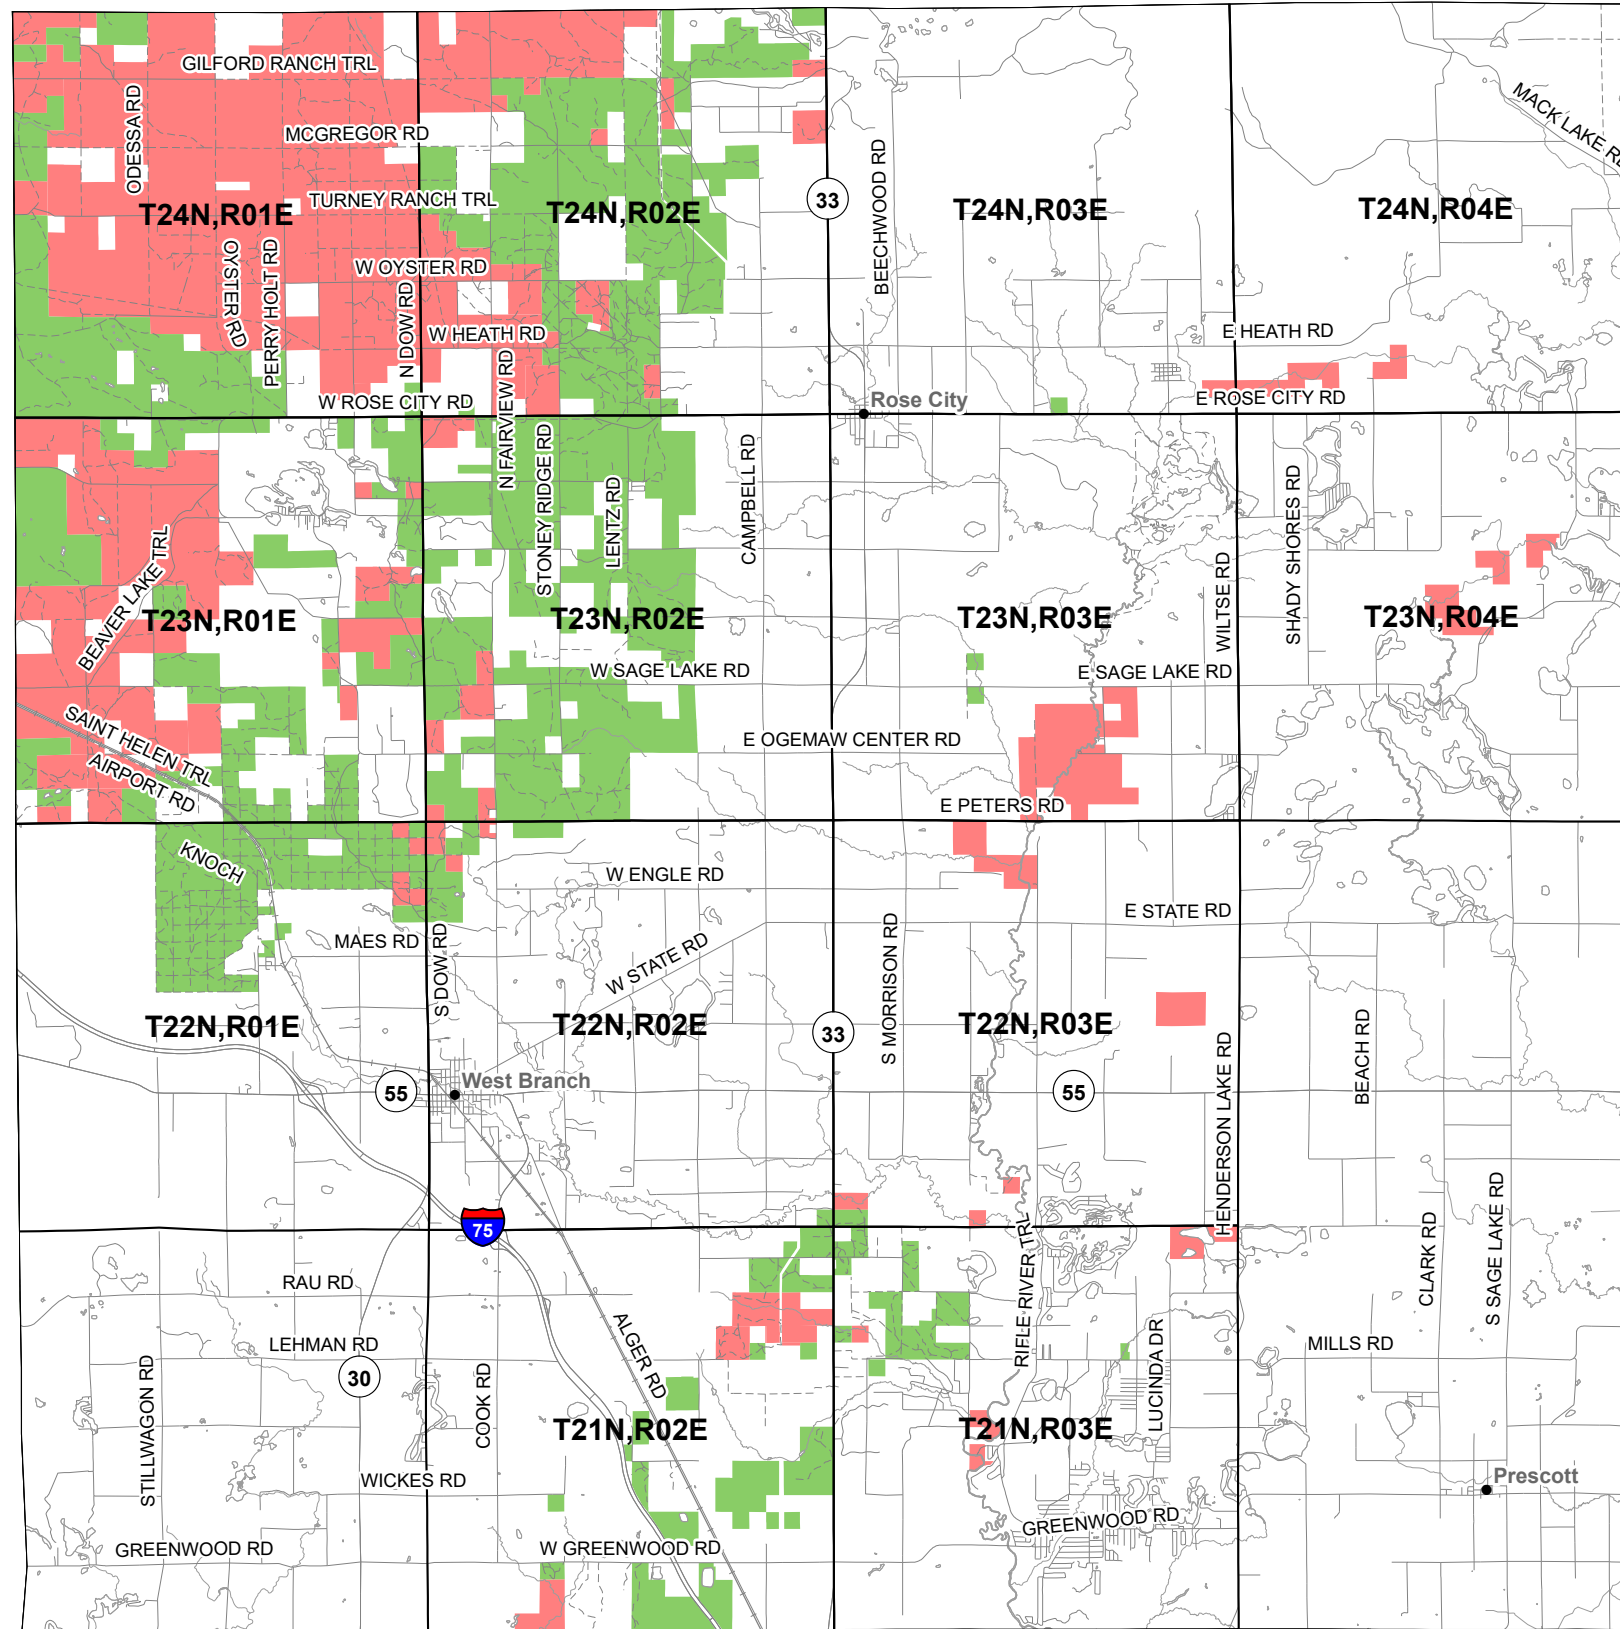 GILFORD RANCH TRL
ODESSA RD
MCGREGOR RD
MACK LAKE RD
BEECHWOOD RD
33
TURNEY RANCH TRL
T24N,R01E
T24N,R02E
T24N,R03E
T24N,R04E
OYSTER RD
PERRY HOLT RD
W OYSTER RD
N DOW RD
W HEATH RD
E HEATH RD
N FAIRVIEW RD
W ROSE CITY RD
Rose City
E ROSE CITY RD
STONEY RIDGE RD
LENTZ RD
CAMPBELL RD
SHADY SHORES RD
WILTSE RD
BEAVER LAKE TRL
T23N,R01E
T23N,R02E
T23N,R03E
T23N,R04E
W SAGE LAKE RD
E SAGE LAKE RD
SAINT HELEN TRL
AIRPORT RD
E OGEMAW CENTER RD
E PETERS RD
KNOCH
W ENGLE RD
E STATE RD
MAES RD
S DOW RD
W STATE RD
S MORRISON RD
T22N,R01E
T22N,R02E
33
T22N,R03E
HENDERSON LAKE RD
BEACH RD
55
West Branch
55
75
RIFLE RIVER TRL
CLARK RD
S SAGE LAKE RD
RAU RD
LEHMAN RD
30
ALGER RD
LUCINDA DR
MILLS RD
STILLWAGON RD
COOK RD
T21N,R02E
T21N,R03E
WICKES RD
Prescott
GREENWOOD RD
W GREENWOOD RD
GREENWOOD RD